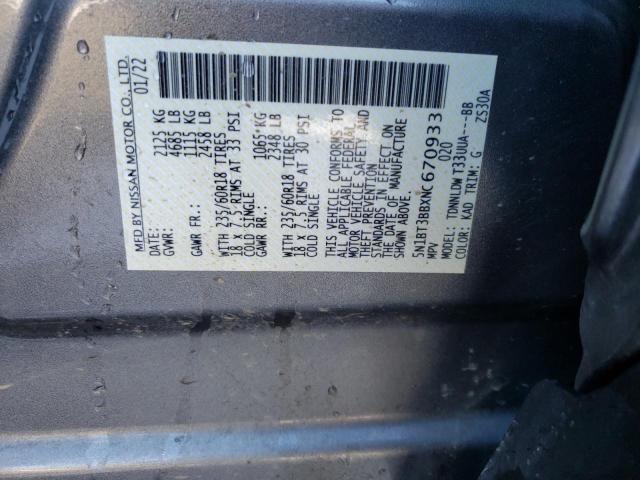 MFD BY NISSAN MOTOR CO., LTD.
DATE: 01/22
GVWR: 2125 KG
4685 LB
GAWR FR.: 1115 KG
2458 LB
WITH 235/60R18 TIRES
18 x 7.5 RIMS AT 33 PSI
COLD SINGLE
GAWR RR.: 1065 KG
2348 LB
WITH 235/60R18 TIRES
18 x 7.5 RIMS AT 30 PSI
COLD SINGLE
THIS VEHICLE CONFORMS TO
ALL APPLICABLE FEDERAL
MOTOR VEHICLE SAFETY AND
THEFT PREVENTION
STANDARDS IN EFFECT ON
THE DATE OF MANUFACTURE
SHOWN ABOVE.
5N1BT3BBXNC670933
MPV 020
MODEL: TDMNLDW T33UUA---BB
COLOR: KAD TRIM: G ZS30A